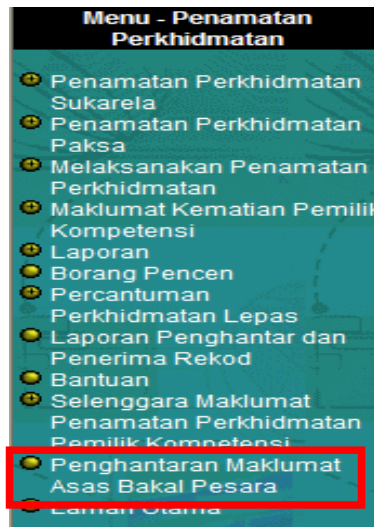 Menu - Penamatan
Perkhidmatan
Penamatan Perkhidmatan
Sukarela
Penamatan Perkhidmatan
Paksa
Melaksanakan Penamatan
Perkhidmatan
Maklumat Kematian Pemilik
Kompetensi
Laporan
Borang Pencen
Percantuman
Perkhidmatan Lepas
Laporan Penghantar dan
Penerima Rekod
Bantuan
Selenggara Maklumat
Penamatan Perkhidmatan
Pemilik Kompetensi
Penghantaran Maklumat
Asas Bakal Pesara
Laman Utama